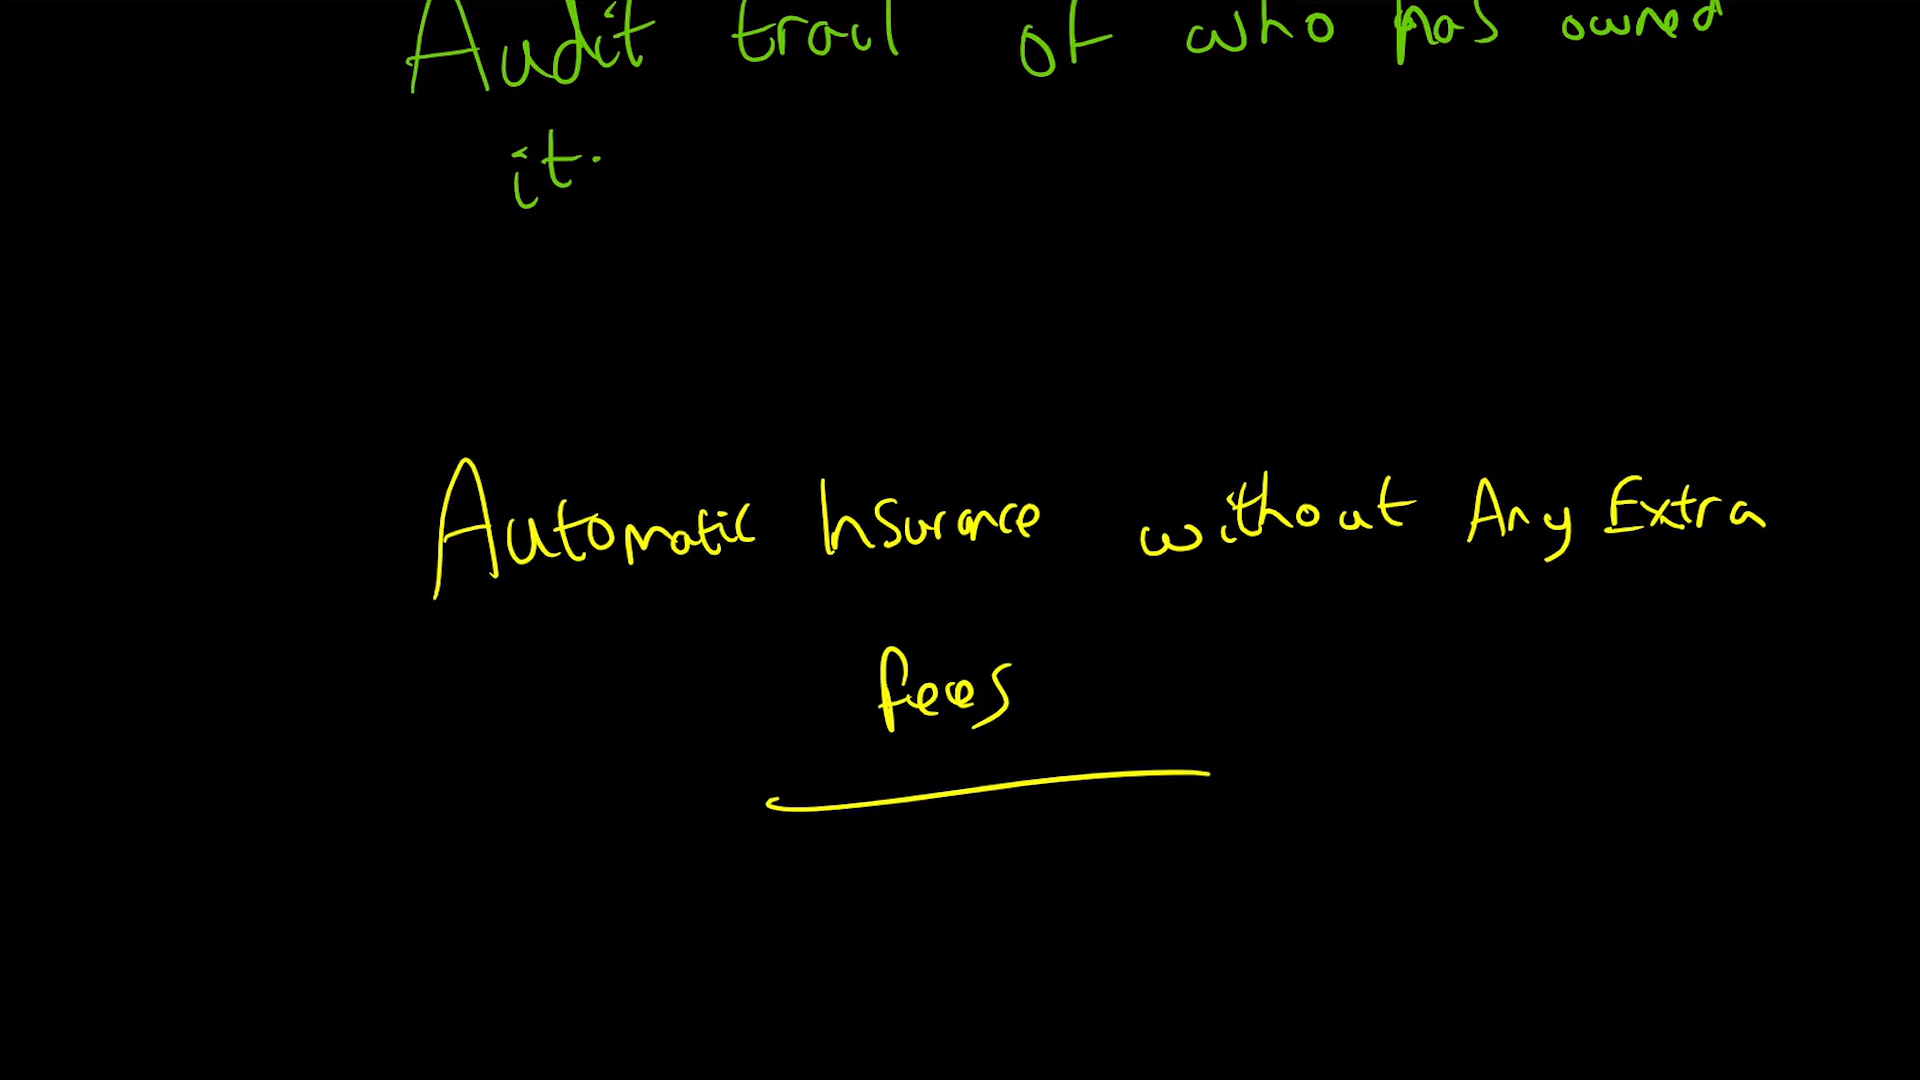 Audit trail of who has owned
it.
Automatic Insurance without Any Extra
fees